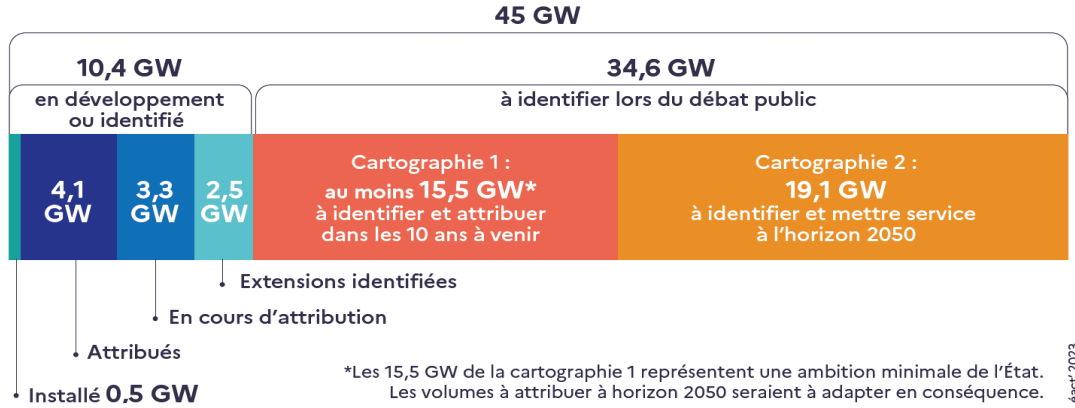 45 GW
10,4 GW
en développement
ou identifié
34,6 GW
à identifier lors du débat public
4,1
GW
3,3
GW
2,5
GW
Cartographie 1 :
au moins 15,5 GW*
à identifier et attribuer
dans les 10 ans à venir
Cartographie 2 :
19,1 GW
à identifier et mettre service
à l’horizon 2050
Extensions identifiées
En cours d’attribution
Attribués
Installé 0,5 GW
*Les 15,5 GW de la cartographie 1 représentent une ambition minimale de l’État.
Les volumes à attribuer à horizon 2050 seraient à adapter en conséquence.
2023